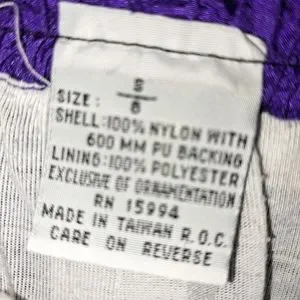 S
SIZE : 8
SHELL:100% NYLON WITH
600 MM PU BACKING
LINING:100% POLYESTER
EXCLUSIVE OF ORNAMENTATION
RN 15994
MADE IN TAIWAN R.O.C.
CARE ON REVERSE